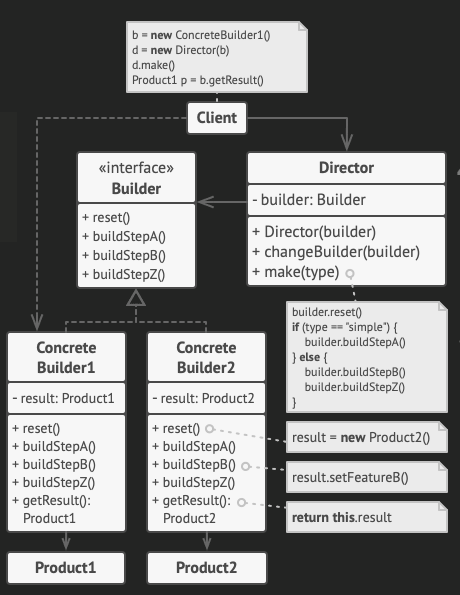 b = new ConcreteBuilder1()
d = new Director(b)
d.make()
Product1 p = b.getResult()
Client
«interface»
Builder
+ reset()
+ buildStepA()
+ buildStepB()
+ buildStepZ()
Director
- builder: Builder
+ Director(builder)
+ changeBuilder(builder)
+ make(type)
builder.reset()
if (type == "simple") {
builder.buildStepA()
} else {
builder.buildStepB()
builder.buildStepZ()
}
Concrete
Builder1
- result: Product1
+ reset()
+ buildStepA()
+ buildStepB()
+ buildStepZ()
+ getResult():
Product1
Concrete
Builder2
- result: Product2
+ reset()
+ buildStepA()
+ buildStepB()
+ buildStepZ()
+ getResult():
Product2
result = new Product2()
result.setFeatureB()
return this.result
Product1
Product2